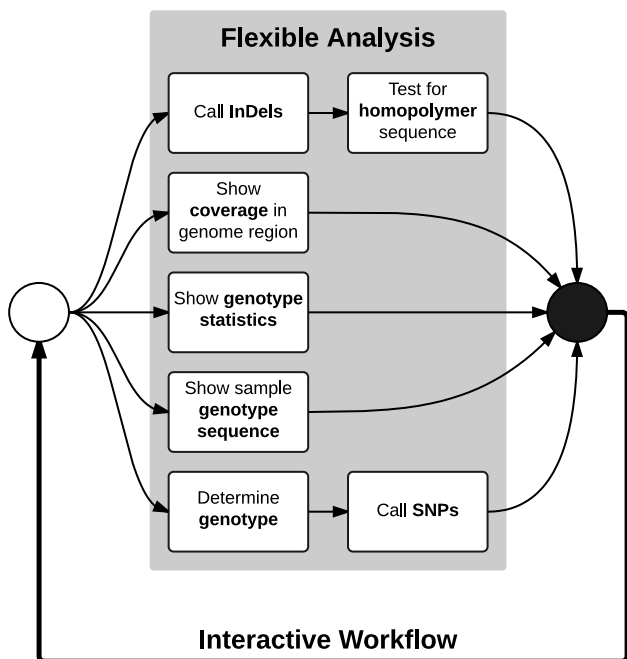 Flexible Analysis
Call InDels
Test for
homopolymer
sequence
Show
coverage in
genome region
Show genotype
statistics
Show sample
genotype
sequence
Determine
genotype
Call SNPs
Interactive Workflow